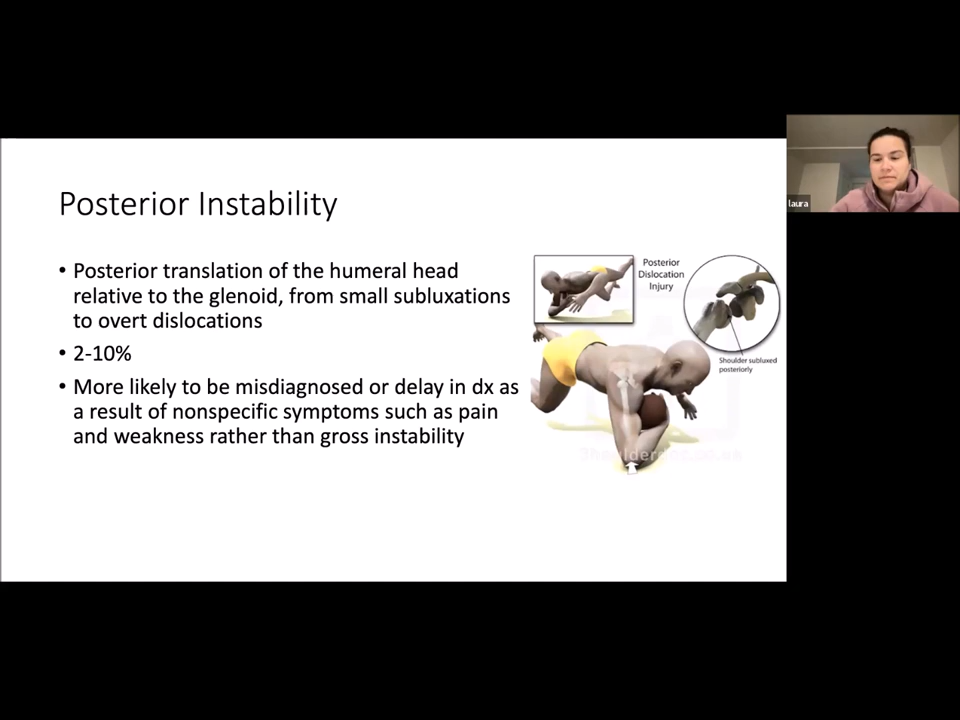 Posterior Instability
• Posterior translation of the humeral head
relative to the glenoid, from small subluxations
to overt dislocations
• 2-10%
• More likely to be misdiagnosed or delay in dx as
a result of nonspecific symptoms such as pain
and weakness rather than gross instability
Posterior
Dislocation
Injury
Shoulder subluxed
posteriorly
laura